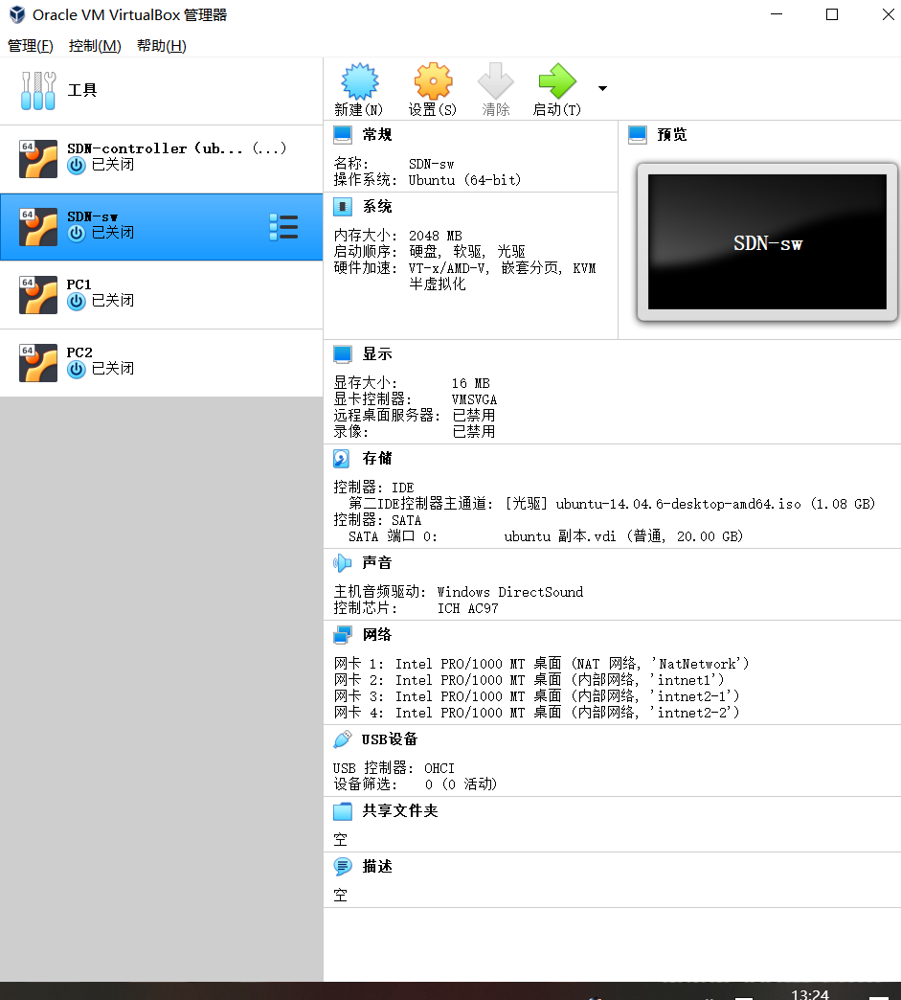 Oracle VM VirtualBox 管理器
管理(F) 控制(M) 帮助(H)
工具
新建(N) 设置(S) 清除 启动(T)
64
SDN-controller (ub... (...)
已关闭
64
SDN-sw
已关闭
64
PC1
已关闭
64
PC2
已关闭
常规
名称: SDN-sw
操作系统: Ubuntu (64-bit)
预览
SDN-sw
系统
内存大小: 2048 MB
启动顺序: 硬盘, 软驱, 光驱
硬件加速: VT-x/AMD-V, 嵌套分页, KVM
半虚拟化
显示
显存大小: 16 MB
显卡控制器: VMSVGA
远程桌面服务器: 已禁用
录像: 已禁用
存储
控制器: IDE
第二IDE控制器主通道: [光驱] ubuntu-14.04.6-desktop-amd64.iso (1.08 GB)
控制器: SATA
SATA 端口 0: ubuntu 副本.vdi (普通, 20.00 GB)
声音
主机音频驱动: Windows DirectSound
控制芯片: ICH AC97
网络
网卡 1: Intel PRO/1000 MT 桌面 (NAT 网络, 'NatNetwork')
网卡 2: Intel PRO/1000 MT 桌面 (内部网络, 'intnet1')
网卡 3: Intel PRO/1000 MT 桌面 (内部网络, 'intnet2-1')
网卡 4: Intel PRO/1000 MT 桌面 (内部网络, 'intnet2-2')
USB设备
USB 控制器: OHCI
设备筛选: 0 (0 活动)
共享文件夹
空
描述
空
13:24